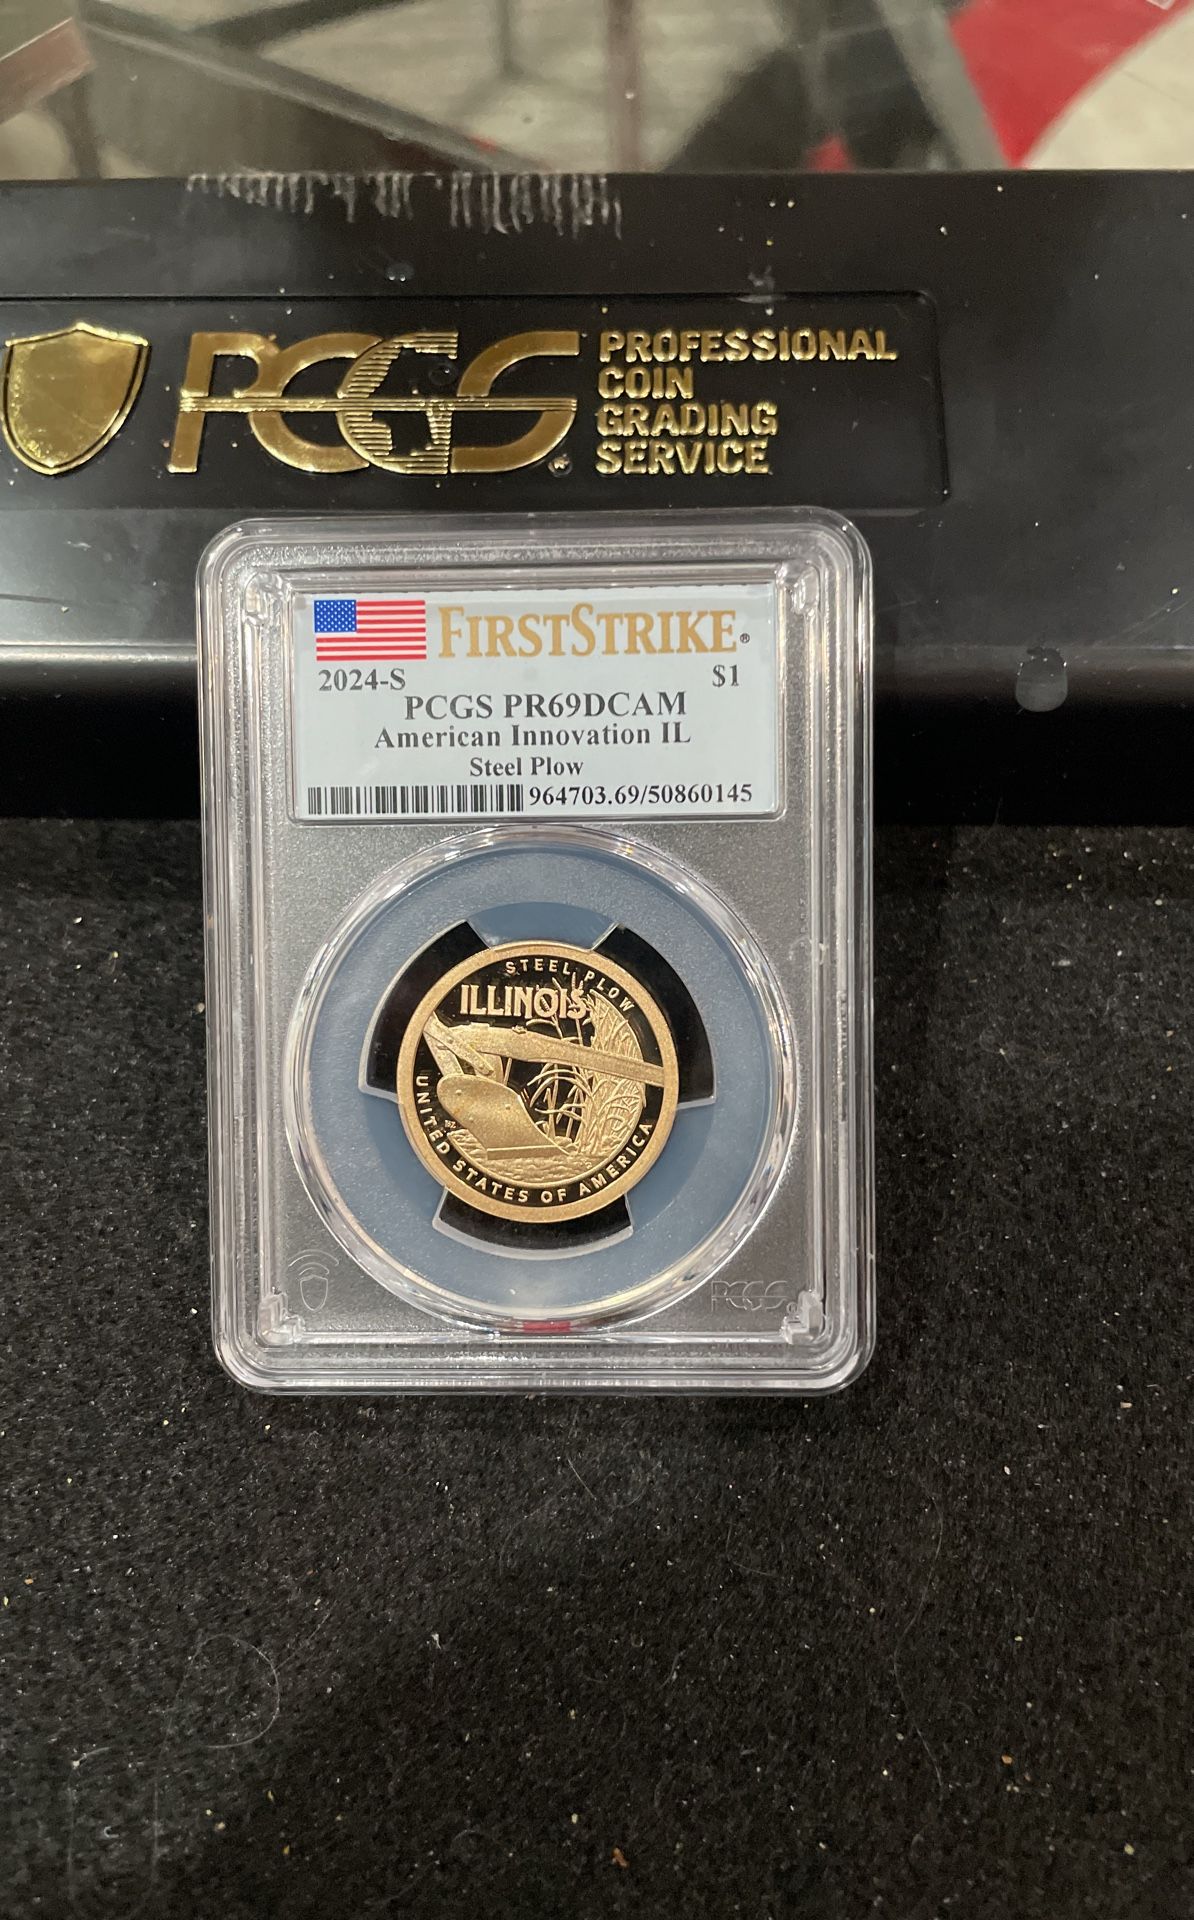 PCGS
PROFESSIONAL
COIN
GRADING
SERVICE
FIRSTSTRIKE®
2024-S $1
PCGS PR69DCAM
American Innovation IL
Steel Plow
964703.69/50860145
STEEL PLOW
ILLINOIS
UNITED STATES OF AMERICA
PCGS